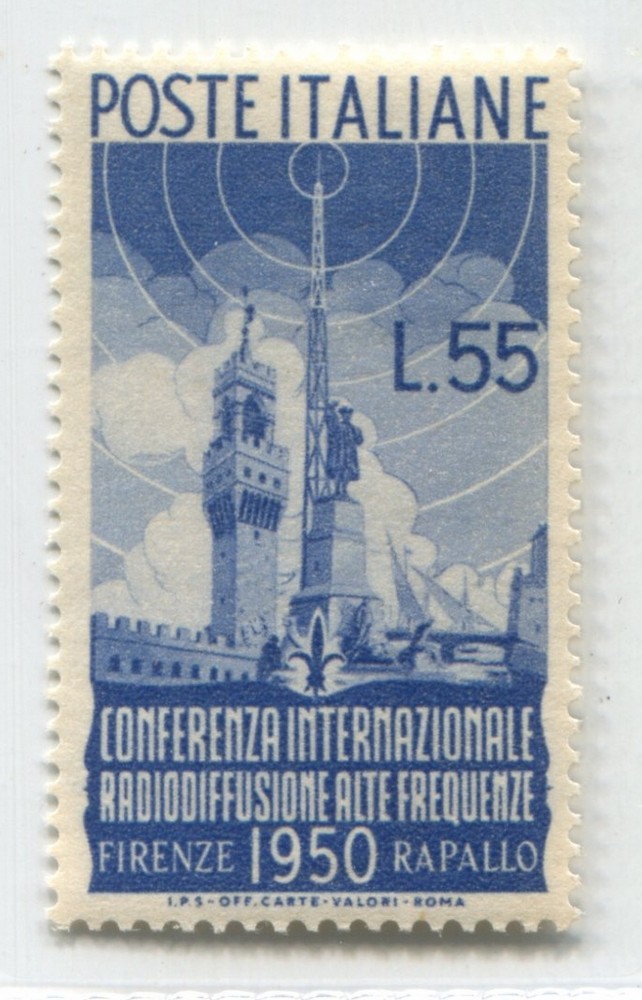 POSTE ITALIANE
L.55
CONFERENZA INTERNAZIONALE
RADIODIFFUSIONE ALTE FREQUENZE
FIRENZE 1950 RAPALLO
I.P.S-OFF.CARTE-VALORI-ROMA